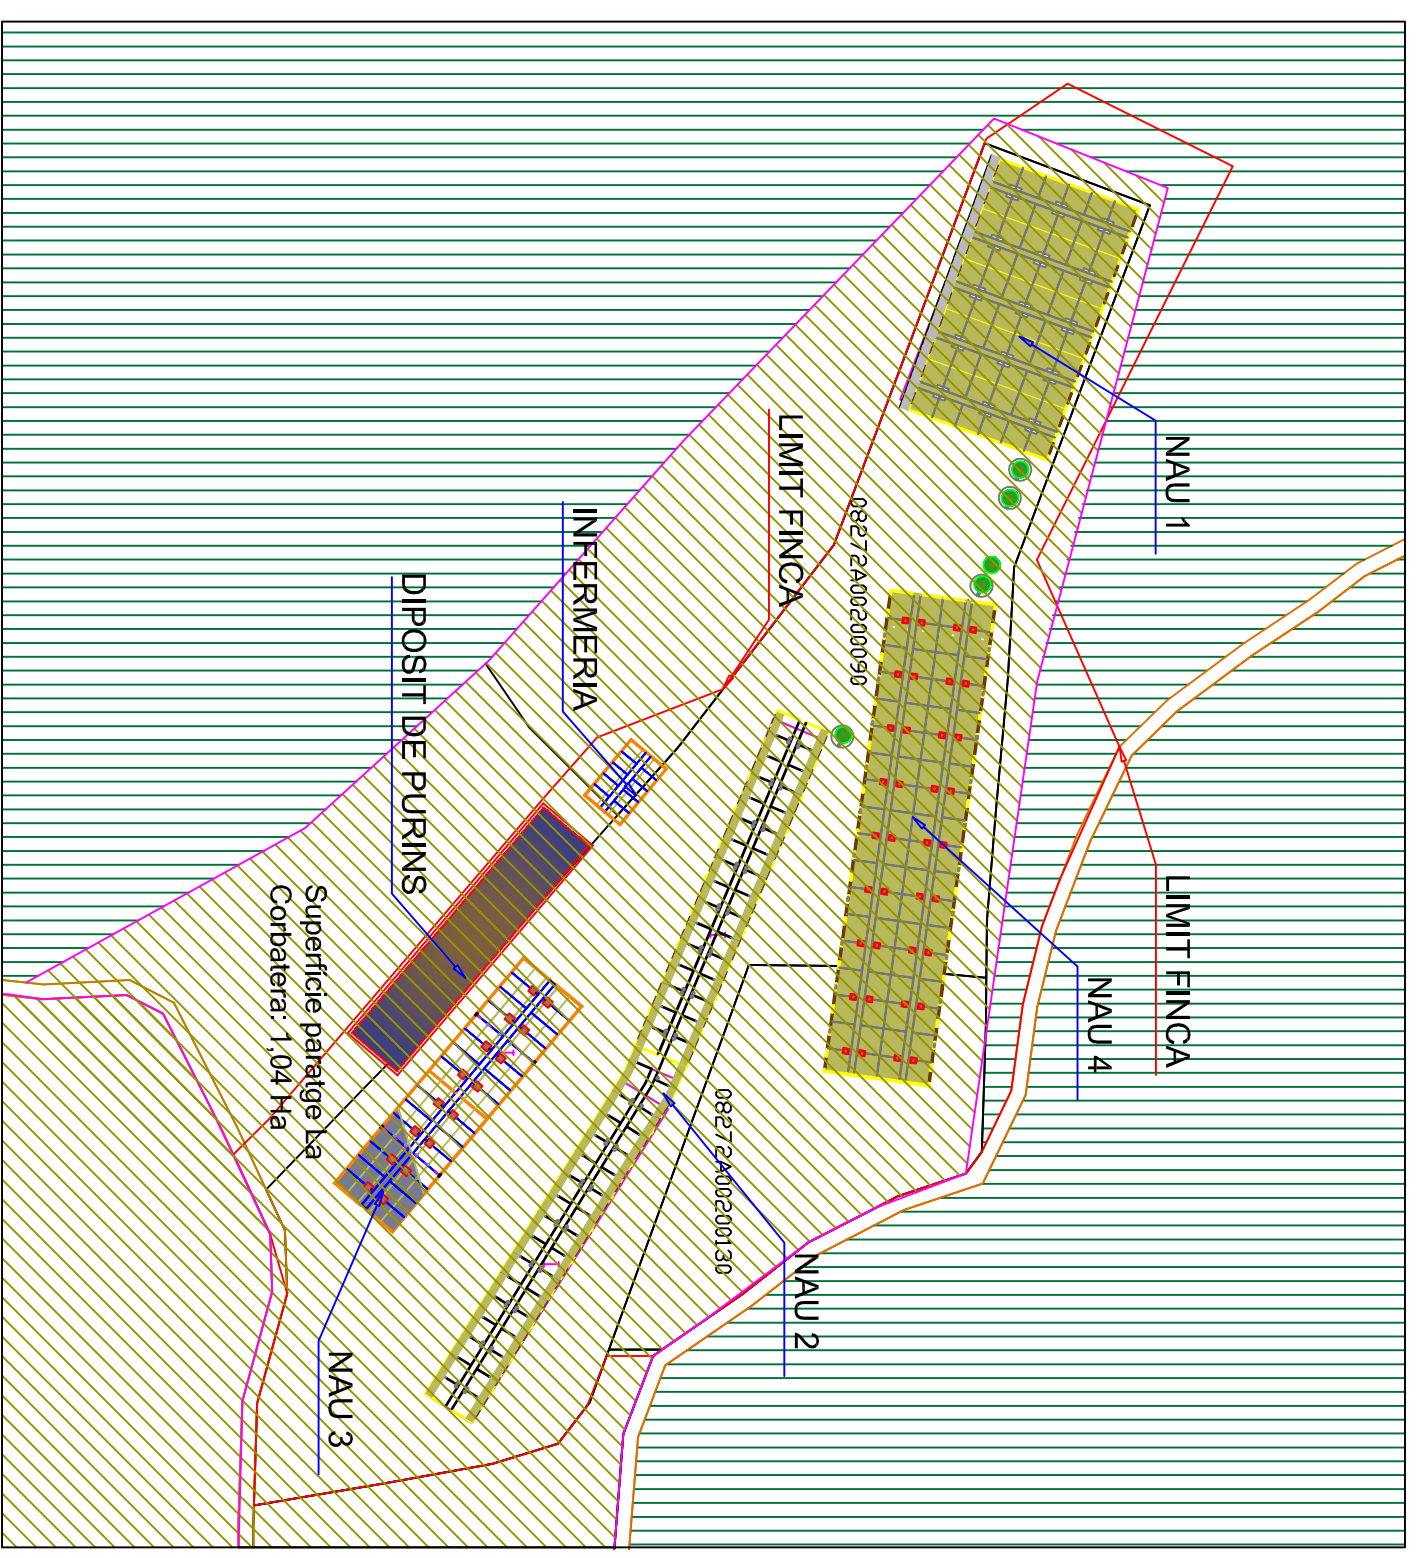 NAU 1
LIMIT FINCA
NAU 4
08272A00200090
LIMIT FINCA
NAU 2
08272A00200130
INFERMERIA
DIPOSIT DE PURINS
NAU 3
Superfície paratge La
Corbatera: 1,04 Ha